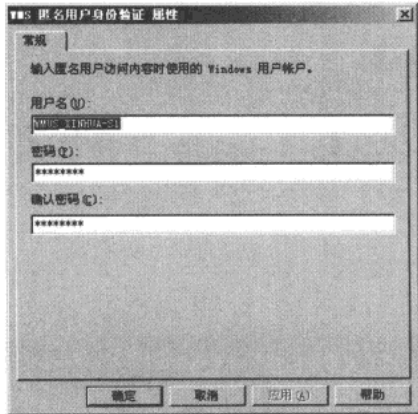 WMS 匿名用户身份验证 属性
常规
输入匿名用户访问内容时使用的 Windows 用户帐户。
用户名(U):
密码(P):
********
确认密码(C):
********
确定 取消 应用(A) 帮助